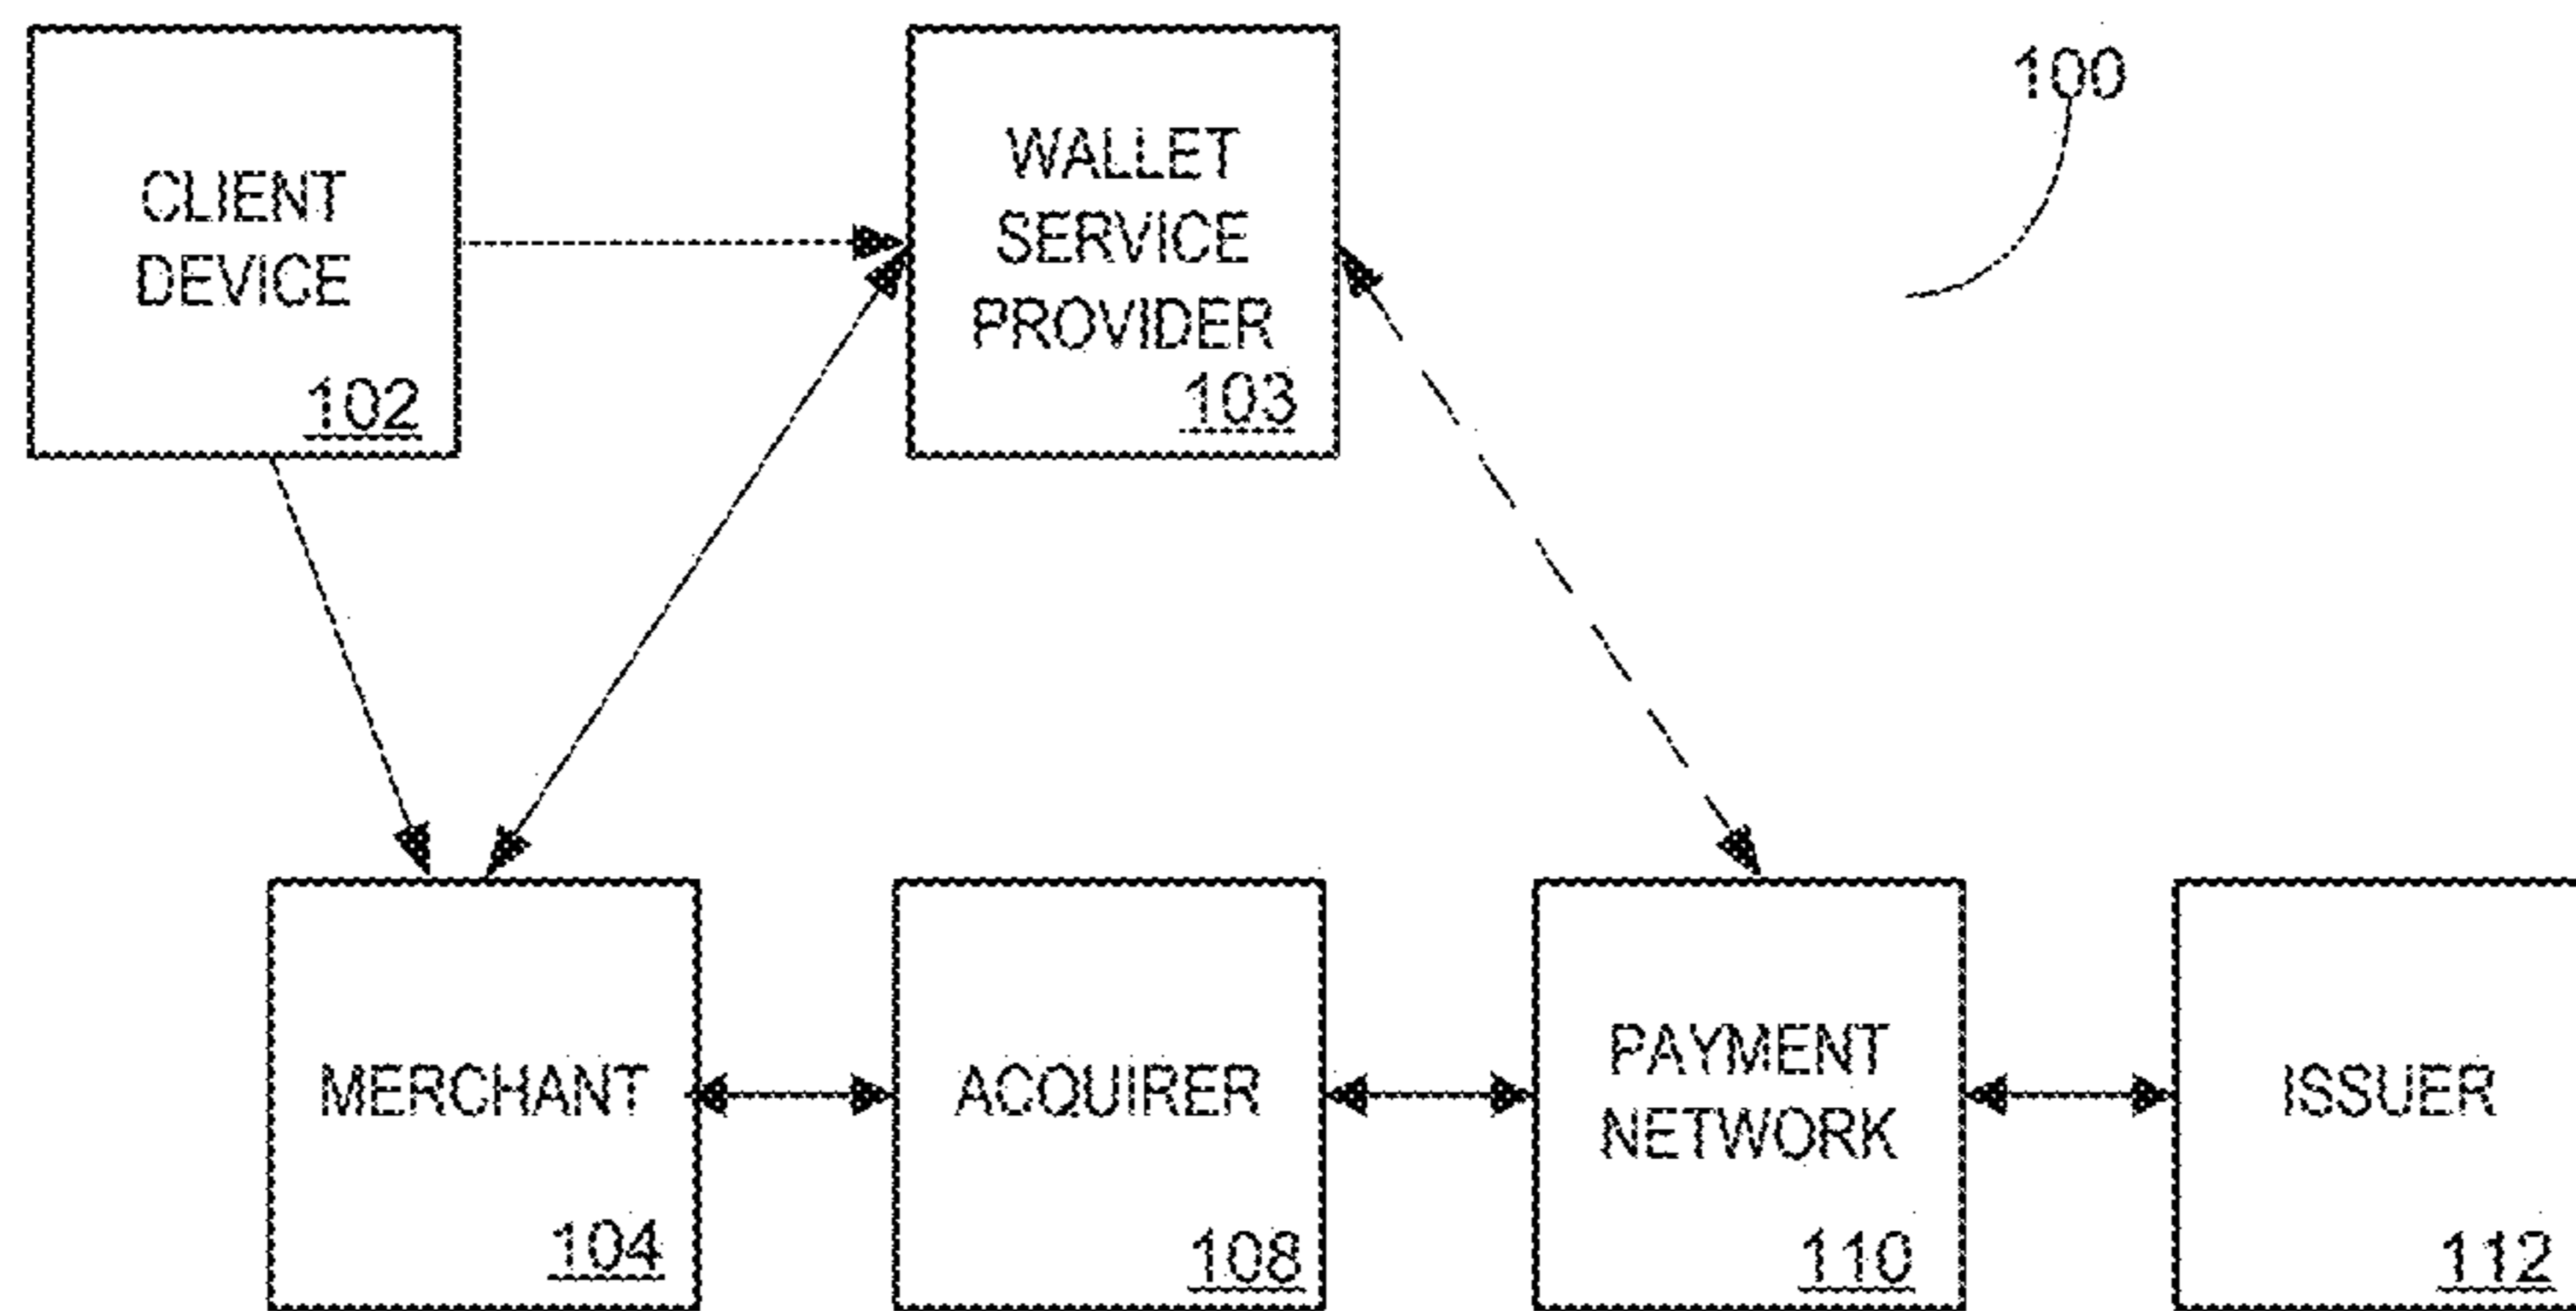 CLIENT
DEVICE
102
WALLET
SERVICE
PROVIDER
103
100
MERCHANT
104
ACQUIRER
108
PAYMENT
NETWORK
110
ISSUER
112